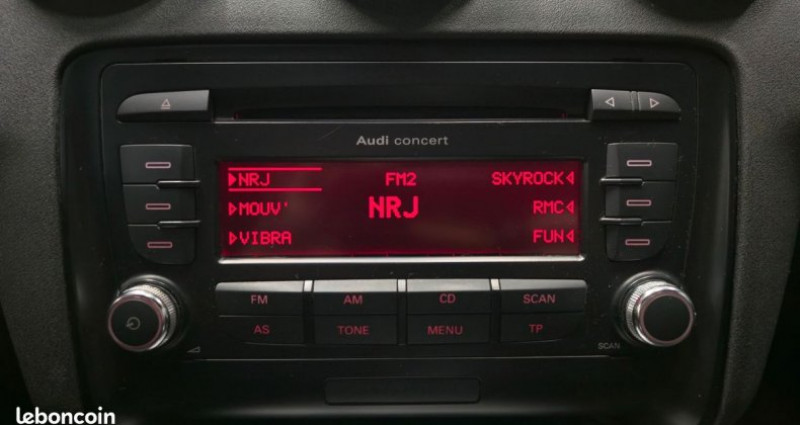 Audi concert
NRJ FM2 SKYROCK
MOUV' NRJ RMC
VIBRA FUN
FM AM CD SCAN
AS TONE MENU TP
SCAN
leboncoin